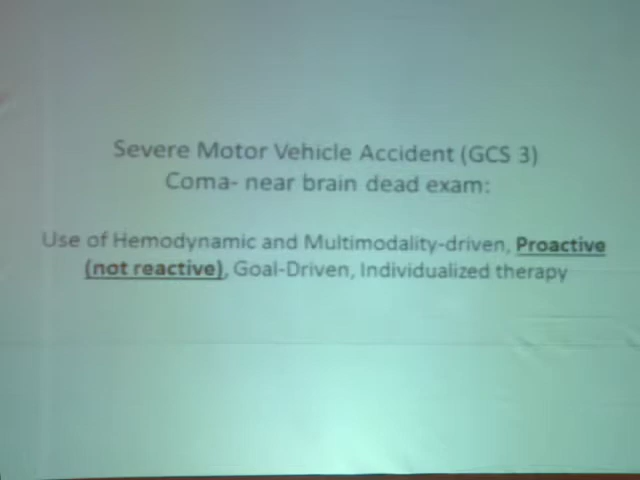 Severe Motor Vehicle Accident (GCS 3)
Coma- near brain dead exam:
Use of Hemodynamic and Multimodality-driven, Proactive
(not reactive), Goal-Driven, Individualized therapy